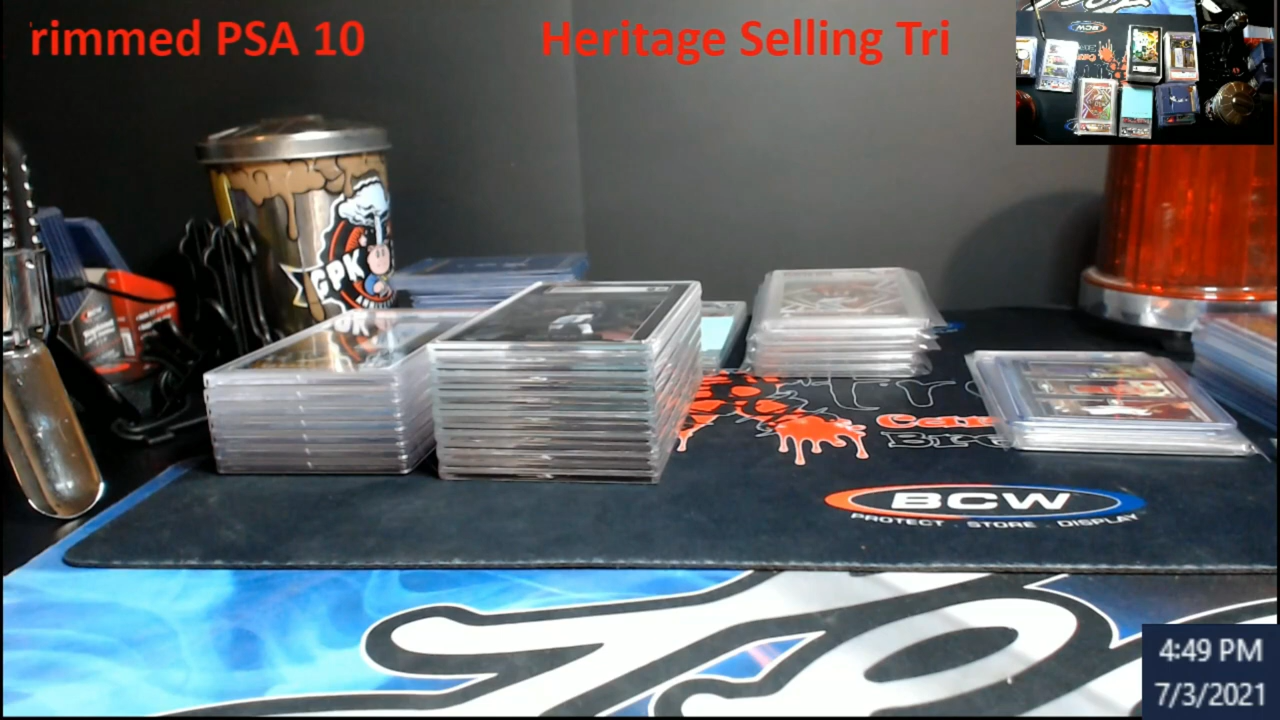 rimmed PSA 10
Heritage Selling Tri
GPK
BCW
PROTECT - STORE - DISPLAY
4:49 PM
7/3/2021